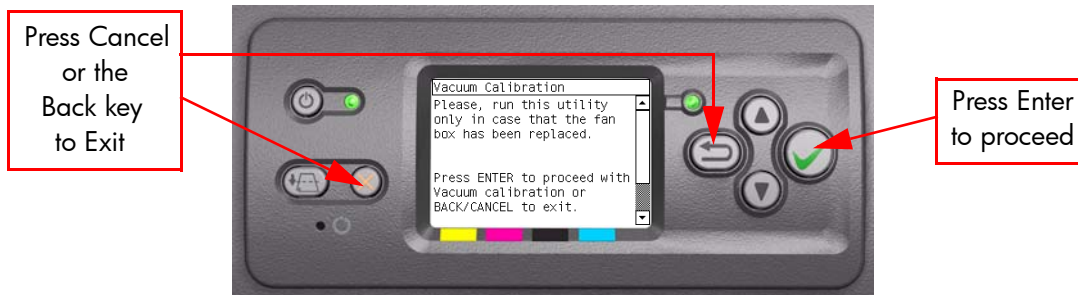 Press Cancel
or the
Back key
to Exit
Vacuum Calibration
Please, run this utility
only in case that the fan
box has been replaced.
Press ENTER to proceed with
Vacuum calibration or
BACK/CANCEL to exit.
Press Enter
to proceed